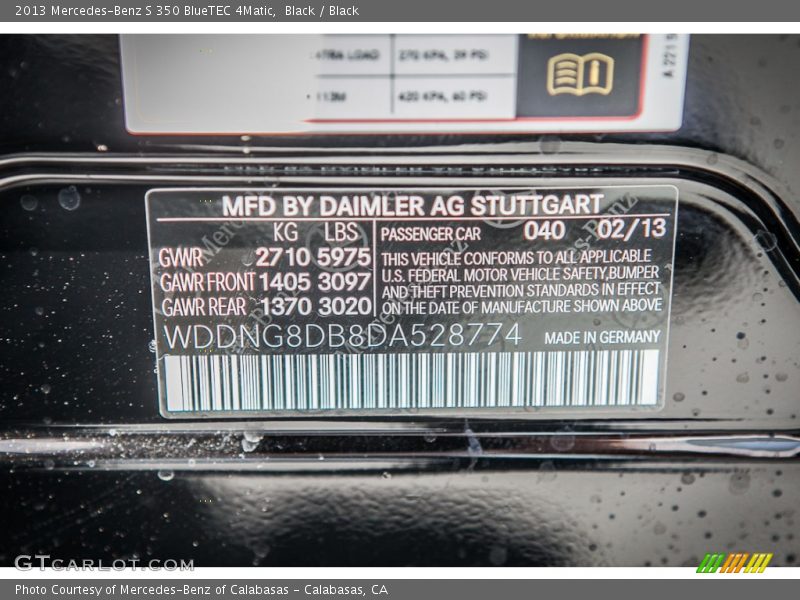 2013 Mercedes-Benz S 350 BlueTEC 4Matic, Black / Black
XTRA LOAD 270 KPA, 39 PSI
420 KPA, 60 PSI
A 221 5
MFD BY DAIMLER AG STUTTGART
KG LBS PASSENGER CAR 040 02/13
GWR 2710 5975 THIS VEHICLE CONFORMS TO ALL APPLICABLE
GAWR FRONT 1405 3097 U.S. FEDERAL MOTOR VEHICLE SAFETY,BUMPER
AND THEFT PREVENTION STANDARDS IN EFFECT
GAWR REAR 1370 3020 ON THE DATE OF MANUFACTURE SHOWN ABOVE
WDDNG8DB8DA528774 MADE IN GERMANY
GTCARLOT.COM
Photo Courtesy of Mercedes-Benz of Calabasas - Calabasas, CA